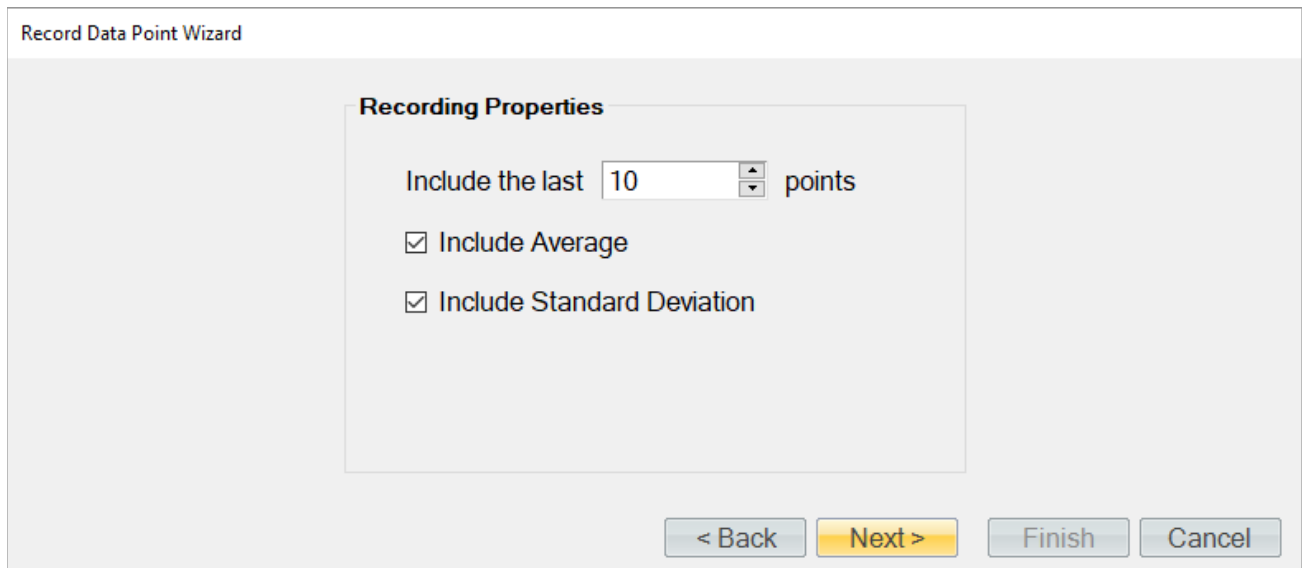 Record Data Point Wizard
Recording Properties
Include the last 10 points
Include Average
Include Standard Deviation
< Back Next > Finish Cancel